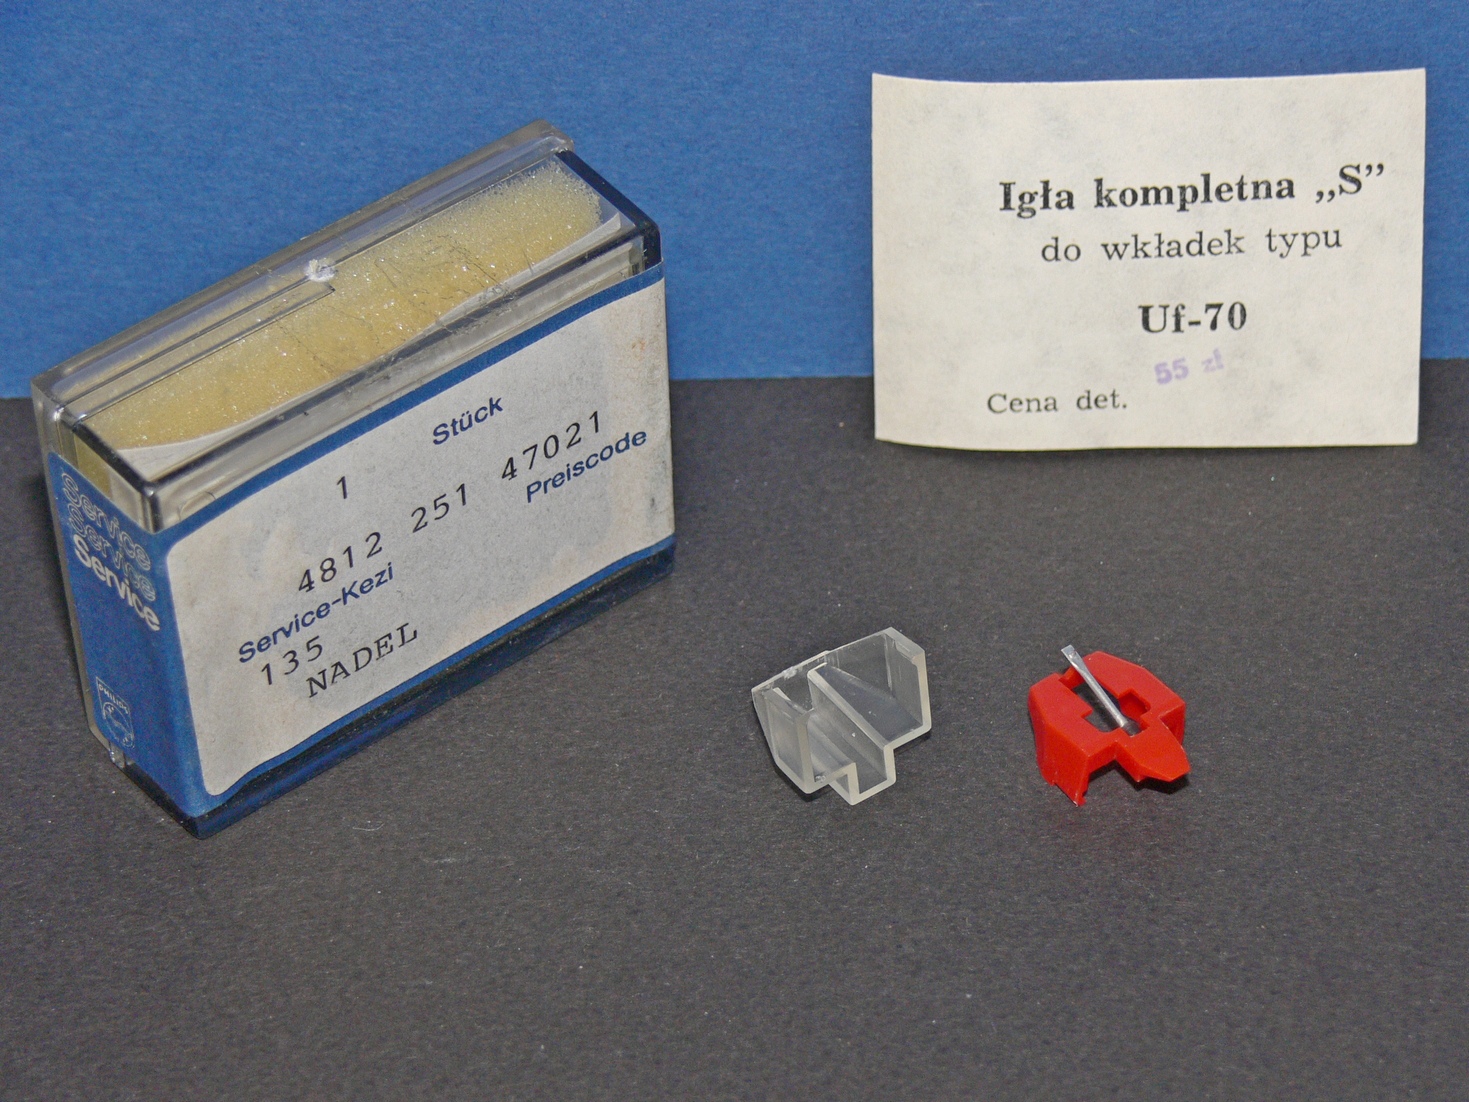 Stück
1
4812 251 47021
Service-Kezi
Preiscode
135
NADEL
Service
Service
Service
PHILIPS
Igła kompletna „S”
do wkładek typu
Uf-70
55 zł
Cena det.